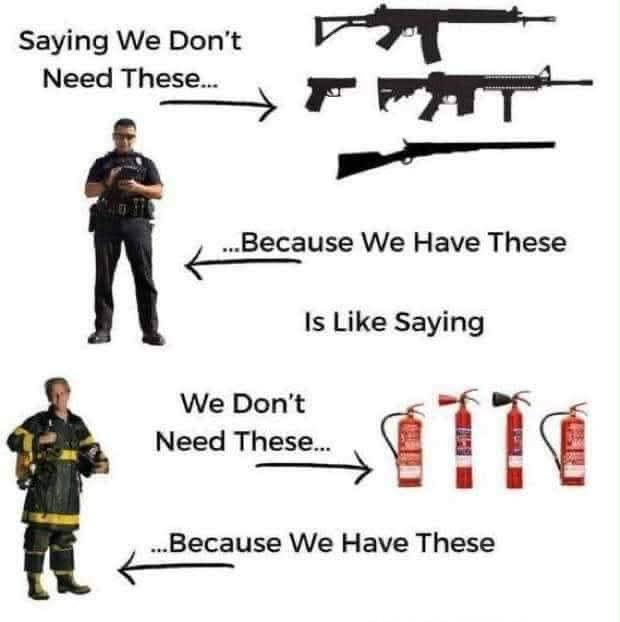 Saying We Don't
Need These...
...Because We Have These
Is Like Saying
We Don't
Need These...
...Because We Have These